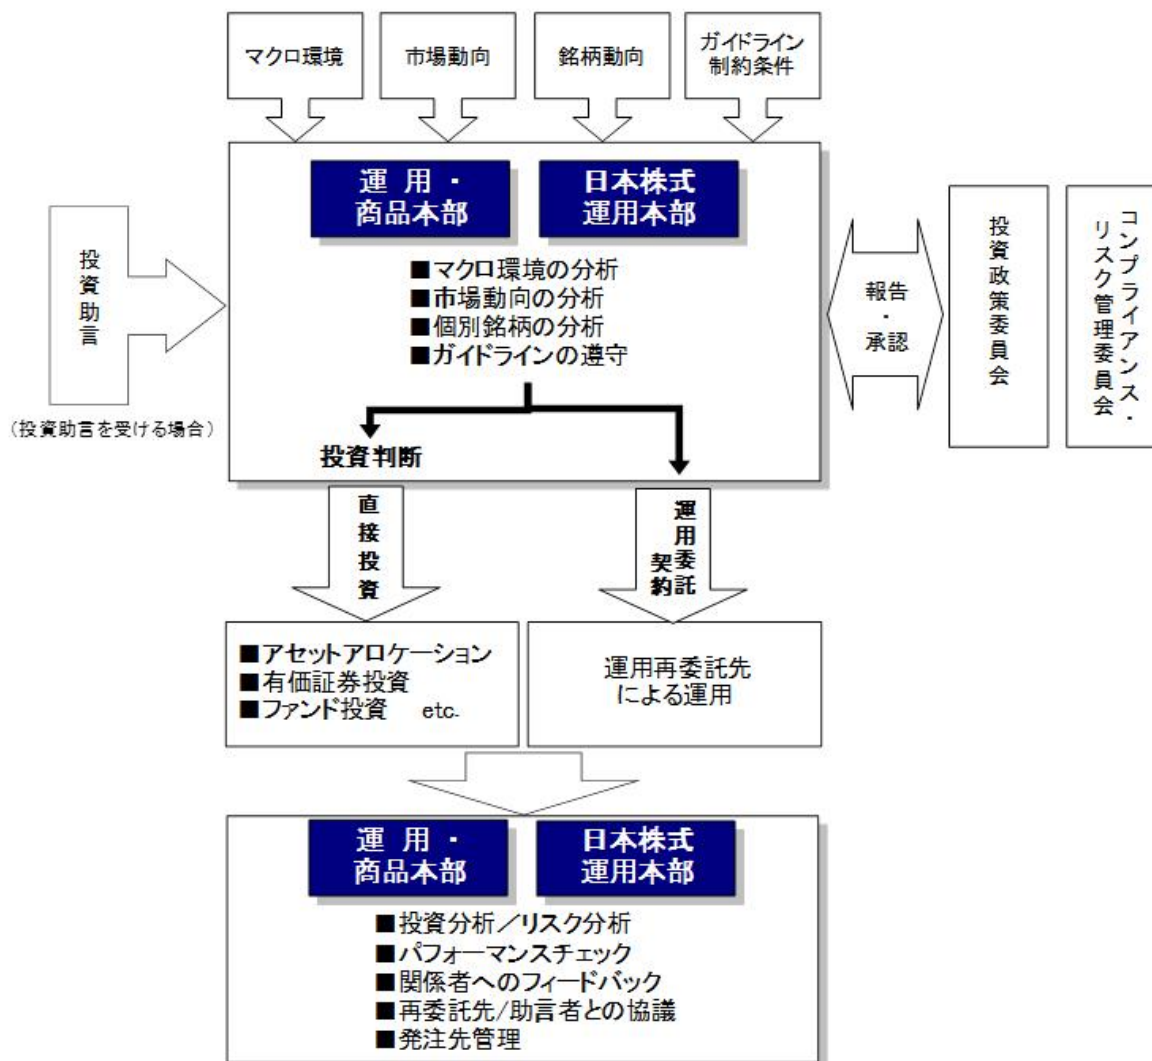 マクロ環境
市場動向
銘柄動向
ガイドライン
制約条件
運 用 ・
商品本部
日本株式
運用本部
■マクロ環境の分析
■市場動向の分析
■個別銘柄の分析
■ガイドラインの遵守
投資助言
(投資助言を受ける場合)
報告
・
承認
投資政策委員会
コンプライアンス・
リスク管理委員会
投資判断
直接投資
運用委託
契約
■アセットアロケーション
■有価証券投資
■ファンド投資 etc.
運用再委託先
による運用
運 用 ・
商品本部
日本株式
運用本部
■投資分析／リスク分析
■パフォーマンスチェック
■関係者へのフィードバック
■再委託先/助言者との協議
■発注先管理